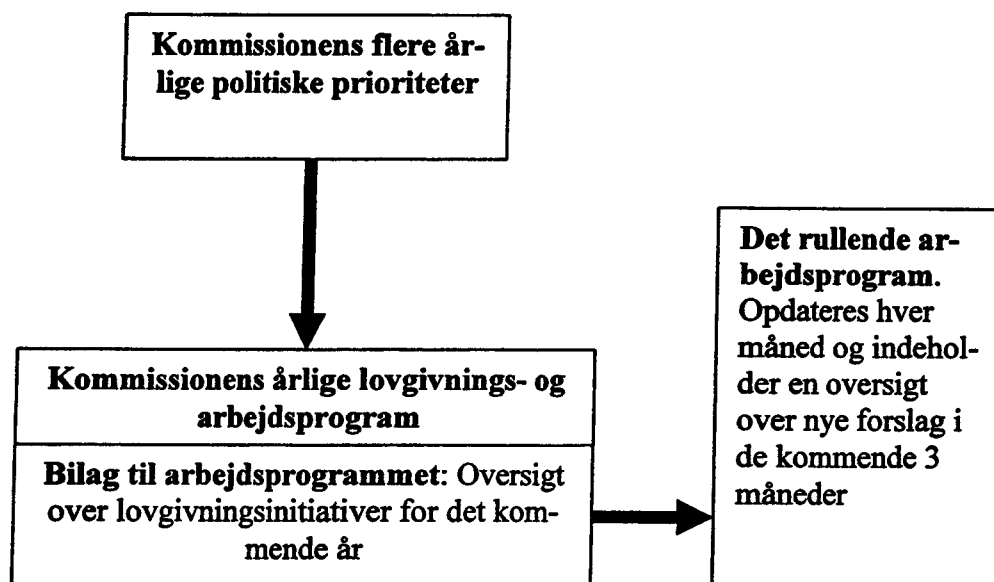 Kommissionens flere år-
lige politiske prioriteter
Kommissionens årlige lovgivnings- og
arbejdsprogram
Bilag til arbejdsprogrammet: Oversigt
over lovgivningsinitiativer for det kom-
mende år
Det rullende ar-
bejdsprogram.
Opdateres hver
måned og indehol-
der en oversigt
over nye forslag i
de kommende 3
måneder